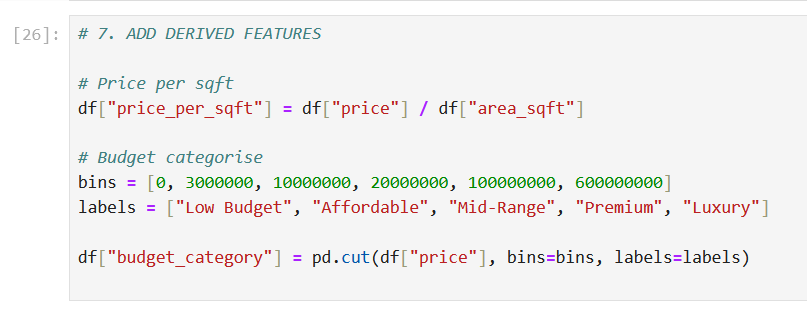 [26]: # 7. ADD DERIVED FEATURES
# Price per sqft
df["price_per_sqft"] = df["price"] / df["area_sqft"]
# Budget categorise
bins = [0, 3000000, 10000000, 20000000, 100000000, 600000000]
labels = ["Low Budget", "Affordable", "Mid-Range", "Premium", "Luxury"]
df["budget_category"] = pd.cut(df["price"], bins=bins, labels=labels)